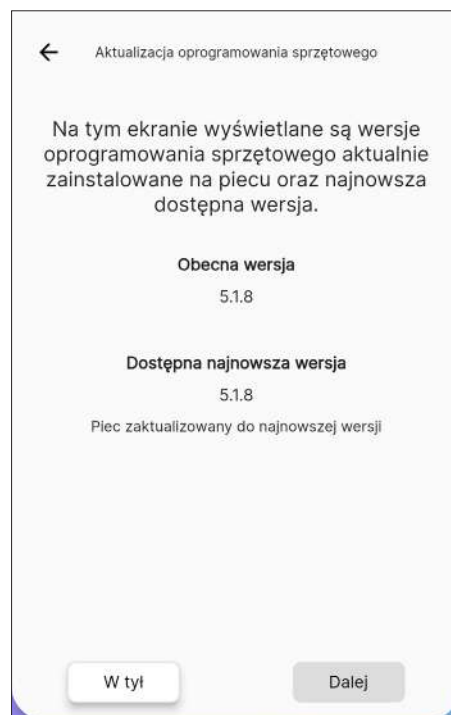 Aktualizacja oprogramowania sprzętowego
Na tym ekranie wyświetlane są wersje
oprogramowania sprzętowego aktualnie
zainstalowane na piecu oraz najnowsza
dostępna wersja.
Obecna wersja
5.1.8
Dostępna najnowsza wersja
5.1.8
Piec zaktualizowany do najnowszej wersji
W tył
Dalej